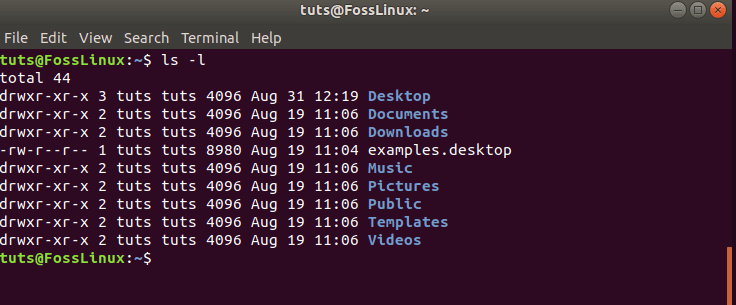 tuts@FossLinux: ~
File Edit View Search Terminal Help
tuts@FossLinux:~$ ls -l
total 44
drwxr-xr-x 3 tuts tuts 4096 Aug 31 12:19 Desktop
drwxr-xr-x 2 tuts tuts 4096 Aug 19 11:06 Documents
drwxr-xr-x 2 tuts tuts 4096 Aug 19 11:06 Downloads
-rw-r--r-- 1 tuts tuts 8980 Aug 19 11:04 examples.desktop
drwxr-xr-x 2 tuts tuts 4096 Aug 19 11:06 Music
drwxr-xr-x 2 tuts tuts 4096 Aug 19 11:06 Pictures
drwxr-xr-x 2 tuts tuts 4096 Aug 19 11:06 Public
drwxr-xr-x 2 tuts tuts 4096 Aug 19 11:06 Templates
drwxr-xr-x 2 tuts tuts 4096 Aug 19 11:06 Videos
tuts@FossLinux:~$